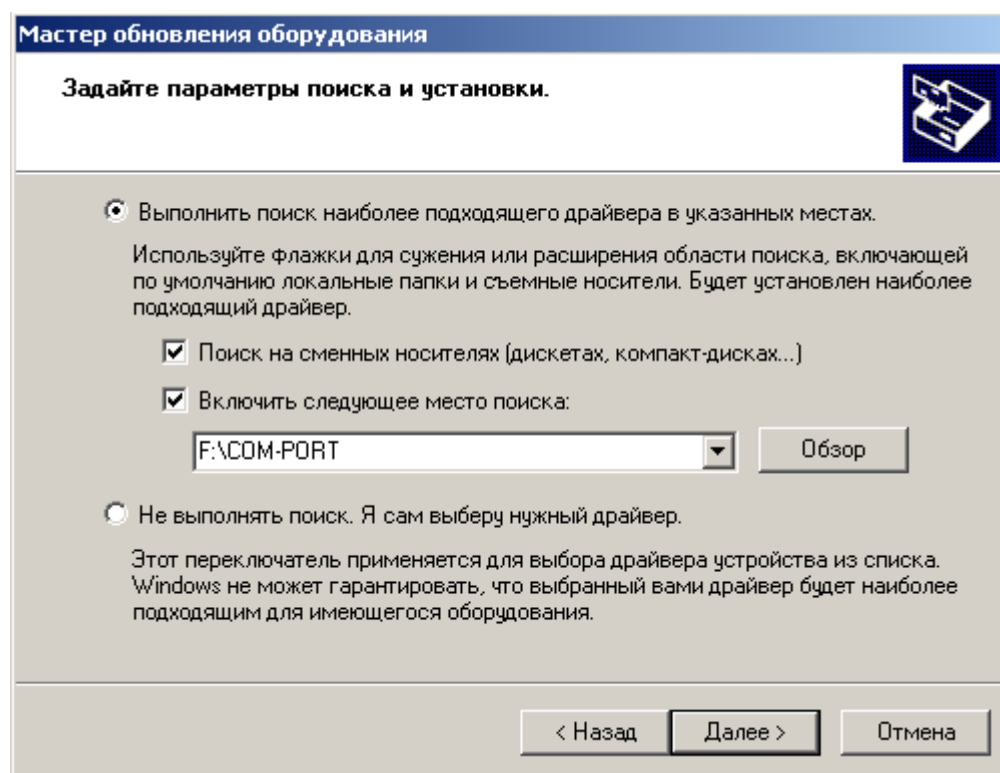 Мастер обновления оборудования
Задайте параметры поиска и установки.
Выполнить поиск наиболее подходящего драйвера в указанных местах.
Используйте флажки для сужения или расширения области поиска, включающей
по умолчанию локальные папки и съемные носители. Будет установлен наиболее
подходящий драйвер.
Поиск на сменных носителях (дискетах, компакт-дисках...)
Включить следующее место поиска:
F:\COM-PORT
Обзор
Не выполнять поиск. Я сам выберу нужный драйвер.
Этот переключатель применяется для выбора драйвера устройства из списка.
Windows не может гарантировать, что выбранный вами драйвер будет наиболее
подходящим для имеющегося оборудования.
< Назад Далее > Отмена